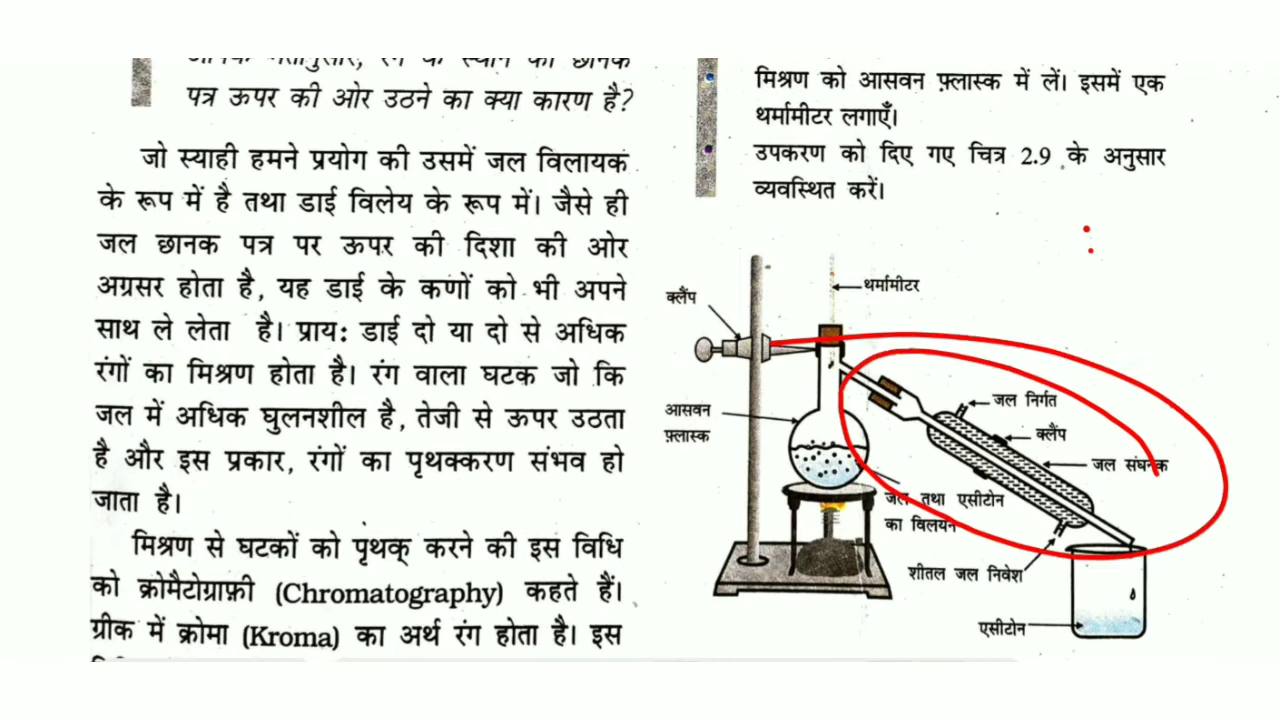 पत्र ऊपर की ओर उठने का क्या कारण है?
जो स्याही हमने प्रयोग की उसमें जल विलायक
के रूप में है तथा डाई विलेय के रूप में। जैसे ही
जल छानक पत्र पर ऊपर की दिशा की ओर
अग्रसर होता है, यह डाई के कणों को भी अपने
साथ ले लेता है। प्राय: डाई दो या दो से अधिक
रंगों का मिश्रण होता है। रंग वाला घटक जो कि
जल में अधिक घुलनशील है, तेजी से ऊपर उठता
है और इस प्रकार, रंगों का पृथक्करण संभव हो
जाता है।
मिश्रण से घटकों को पृथक् करने की इस विधि
को क्रोमैटोग्राफ़ी (Chromatography) कहते हैं।
ग्रीक में क्रोमा (Kroma) का अर्थ रंग होता है। इस
मिश्रण को आसवन फ़्लास्क में लें। इसमें एक
थर्मामीटर लगाएँ।
उपकरण को दिए गए चित्र 2.9 के अनुसार
व्यवस्थित करें।
थर्मामीटर
क्लैंप
जल निर्गत
आसवन
फ़्लास्क
क्लैंप
जल संघनक
जल तथा एसीटोन
का विलयन
शीतल जल निवेश
एसीटोन